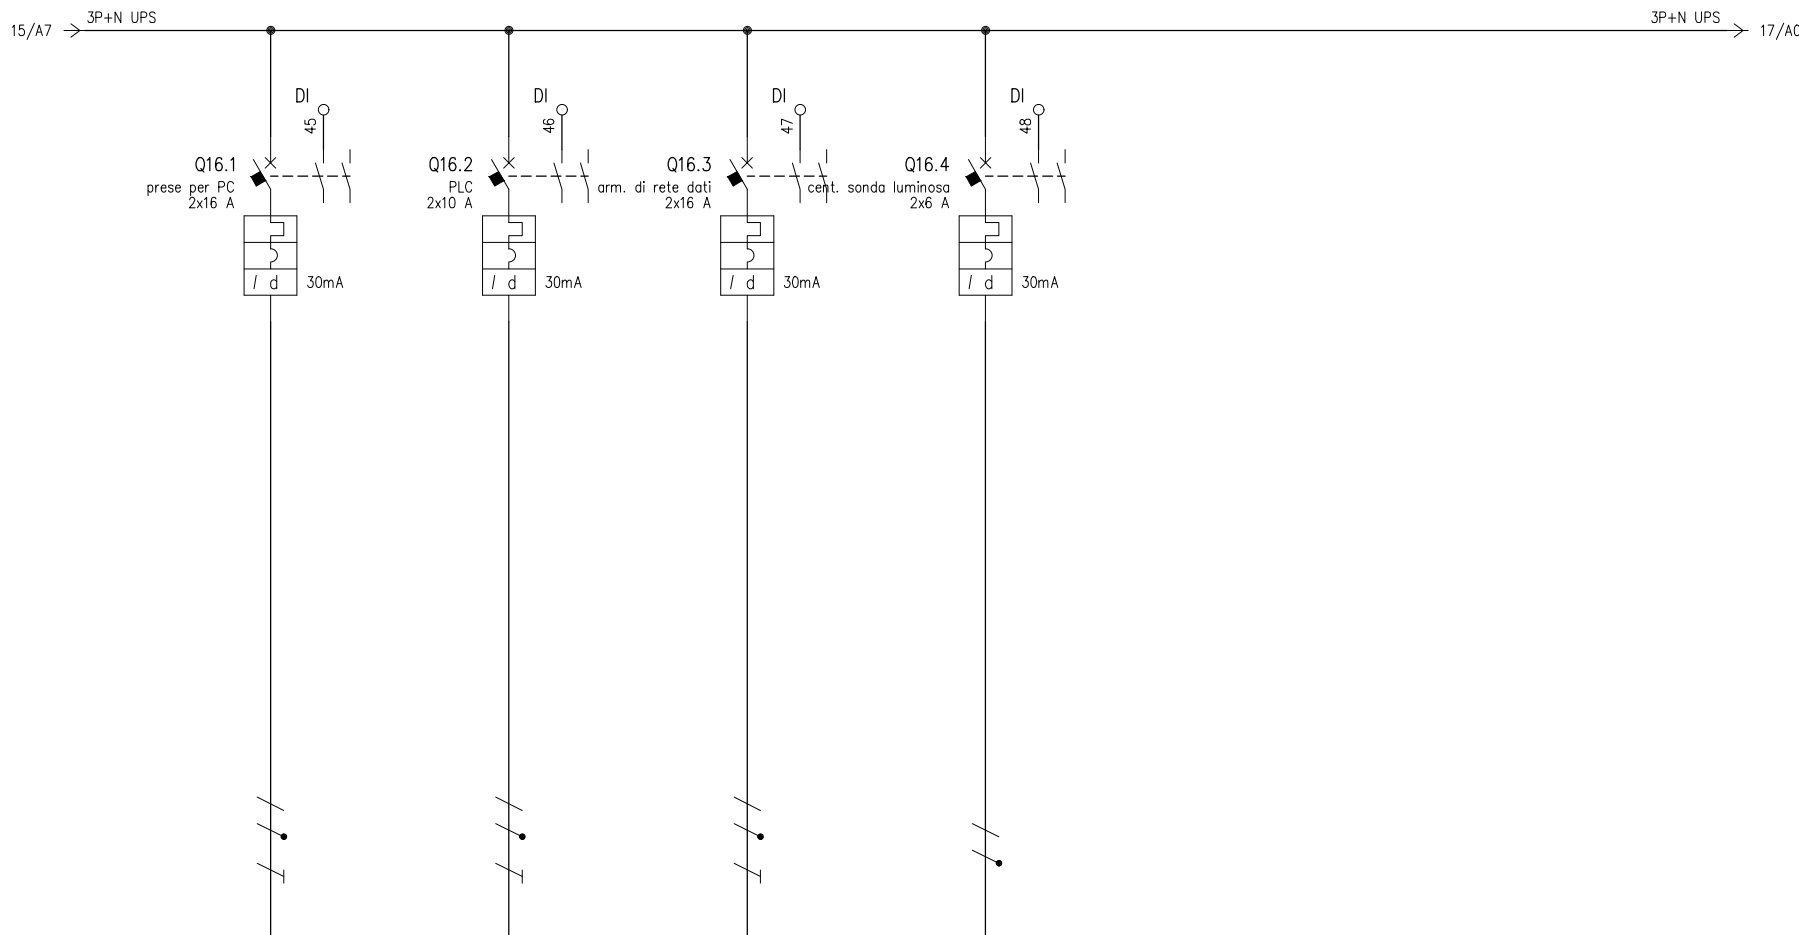 3P+N UPS
3P+N UPS
15/A7
17/A0
DI
DI
DI
DI
45
46
47
48
Q16.1
prese per PC
2x16 A
Q16.2
PLC
2x10 A
Q16.3
arm. di rete dati
2x16 A
Q16.4
cent. sonda luminosa
2x6 A
I d
30mA
I d
30mA
I d
30mA
I d
30mA